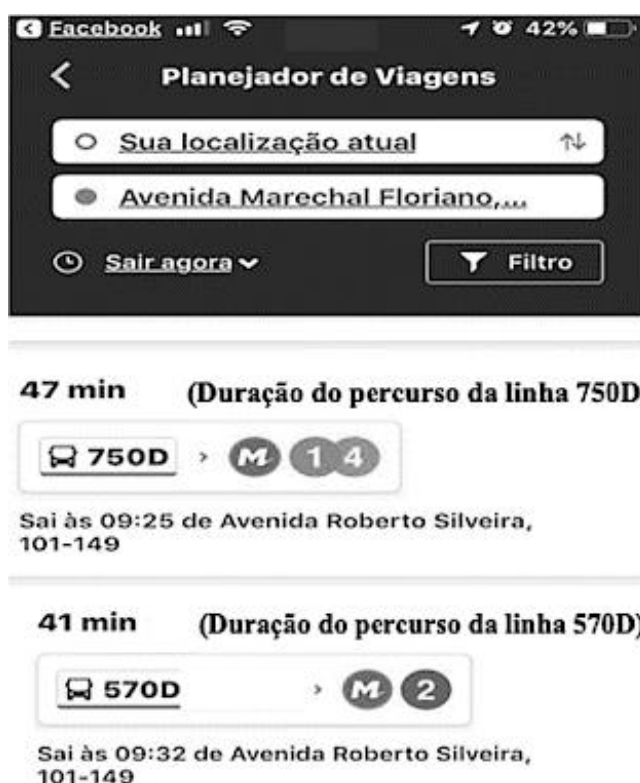 Facebook 42%
Planejador de Viagens
Sua localização atual
Avenida Marechal Floriano,...
Sair agora Filtro
47 min (Duração do percurso da linha 750D
750D > M 1 4
Sai às 09:25 de Avenida Roberto Silveira,
101-149
41 min (Duração do percurso da linha 570D)
570D > M 2
Sai às 09:32 de Avenida Roberto Silveira,
101-149